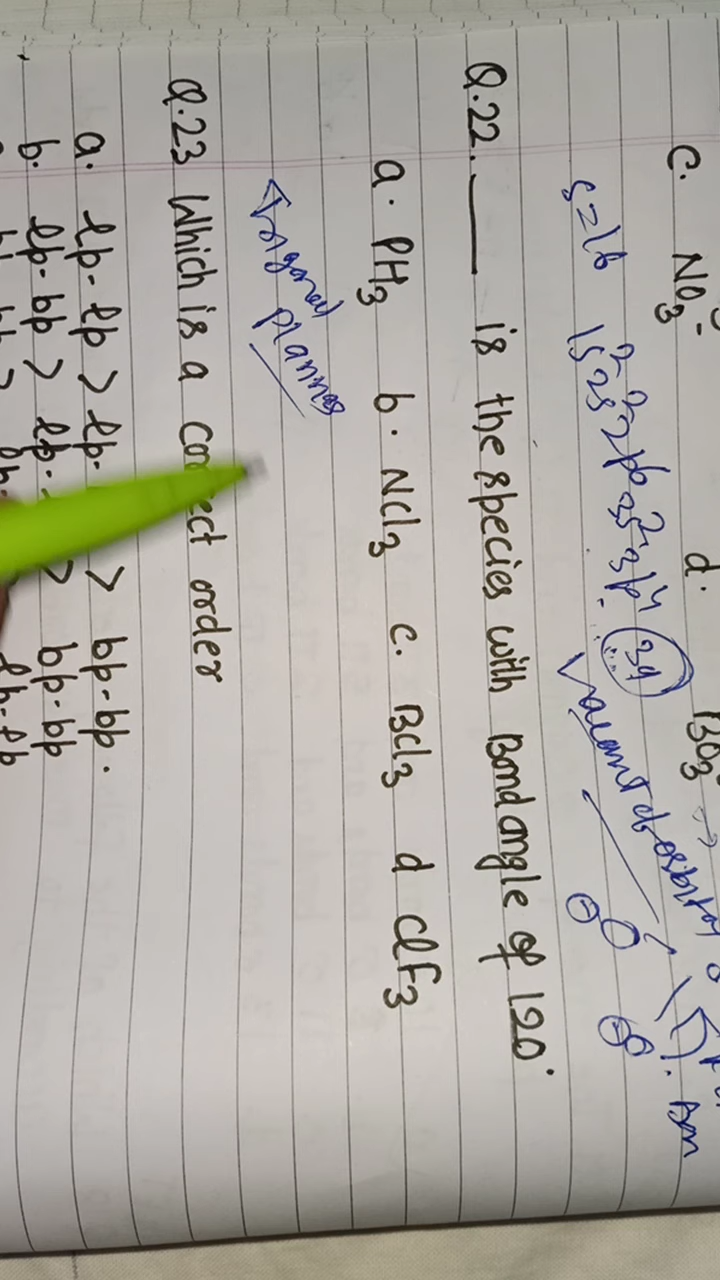 c. NO3- d. BO3
S=16 1s² 2s² 2p6 3s² 3p4 3d
Vacant d orbital
Q.22. ____ is the species with Bond angle of 120°
a. PH3 b. NCl3 c. BCl3 d ClF3
Trigonal planner
Q.23 Which is a correct order
a. lp-lp > lp- > bp-bp.
b. lp-bp > lp- > bp-bp